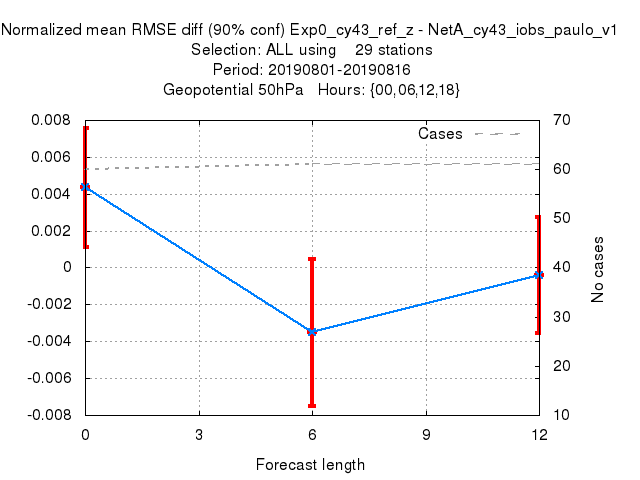 Normalized mean RMSE diff (90% conf) Exp0_cy43_ref_z - NetA_cy43_iobs_paulo_v1
Selection: ALL using 29 stations
Period: 20190801-20190816
Geopotential 50hPa Hours: {00,06,12,18}
Cases
0.008
0.006
0.004
0.002
0
-0.002
-0.004
-0.006
-0.008
70
60
50
40
30
20
10
No cases
0 3 6 9 12
Forecast length